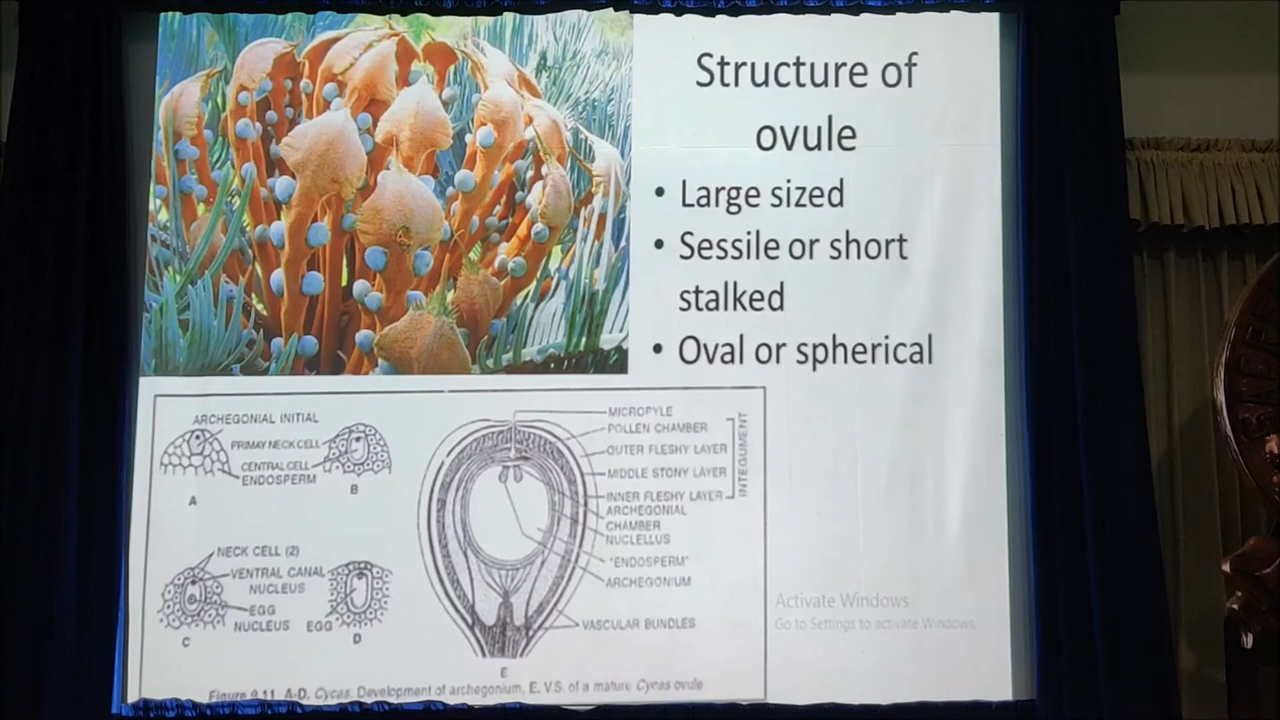 Structure of
ovule
• Large sized
• Sessile or short
stalked
• Oval or spherical
ARCHEGONIAL INITIAL
PRIMAY NECK CELL
CENTRAL CELL
ENDOSPERM
A
B
NECK CELL (2)
VENTRAL CANAL
NUCLEUS
EGG
NUCLEUS
EGG
C
D
MICROPYLE
POLLEN CHAMBER
OUTER FLESHY LAYER
MIDDLE STONY LAYER
INNER FLESHY LAYER
INTEGUMENT
ARCHEGONIAL
CHAMBER
NUCLELLUS
"ENDOSPERM"
ARCHEGONIUM
VASCULAR BUNDLES
E
Figure 9.11 A-D, Cycas. Development of archegonium, E. V.S. of a mature Cycas ovule
Activate Windows
Go to Settings to activate Windows.